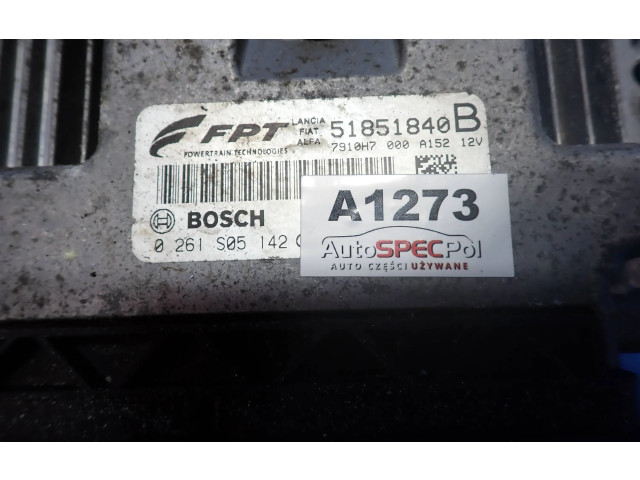 FPT
POWERTRAIN TECHNOLOGIES
LANCIA
FIAT
ALFA
51851840 B
7910H7 000 A152 12V
BOSCH
0 261 S05 142
A1273
AutoSPECPol
AUTO CZĘŚCI UŻYWANE